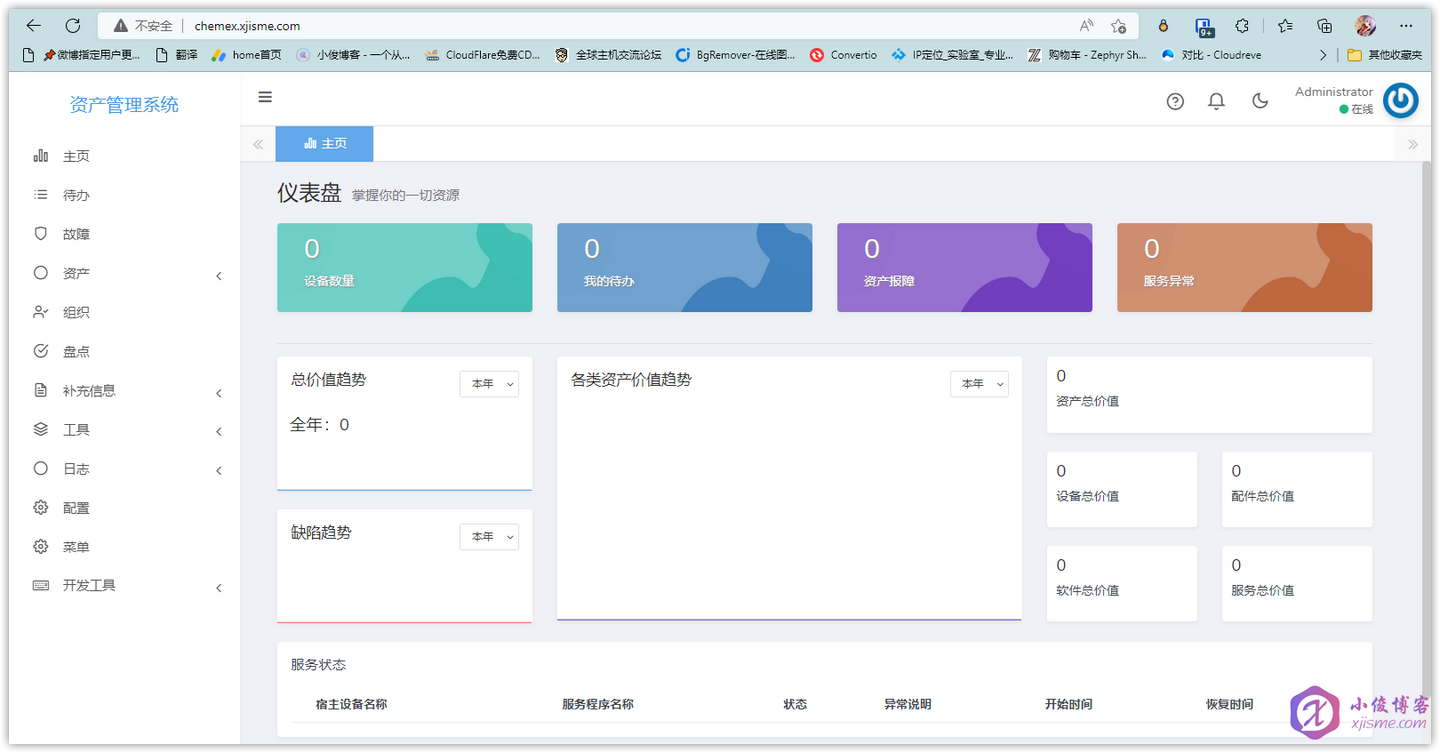 不安全 chemex.xjisme.com
📌微博指定用户更... 翻译 home首页 小俊博客 - 一个从... CloudFlare免费CD... 全球主机交流论坛 BgRemover-在线图... Convertio IP定位_实验室_专业... 购物车 - Zephyr Sh... 对比 - Cloudreve 其他收藏夹
资产管理系统
Administrator
在线
主页
主页
待办
故障
资产
组织
盘点
补充信息
工具
日志
配置
菜单
开发工具
仪表盘 掌握你的一切资源
0
设备数量
0
我的待办
0
资产报障
0
服务异常
总价值趋势 本年
全年：0
缺陷趋势 本年
各类资产价值趋势 本年
0
资产总价值
0
设备总价值
0
配件总价值
0
软件总价值
0
服务总价值
服务状态
宿主设备名称 服务程序名称 状态 异常说明 开始时间 恢复时间
小俊博客
xjisme.com